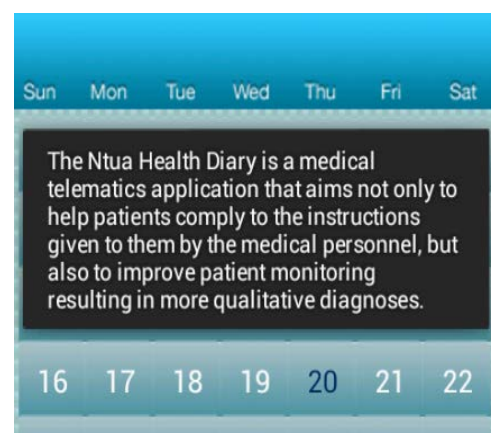 Sun Mon Tue Wed Thu Fri Sat
The Ntua Health Diary is a medical
telematics application that aims not only to
help patients comply to the instructions
given to them by the medical personnel, but
also to improve patient monitoring
resulting in more qualitative diagnoses.
16 17 18 19 20 21 22